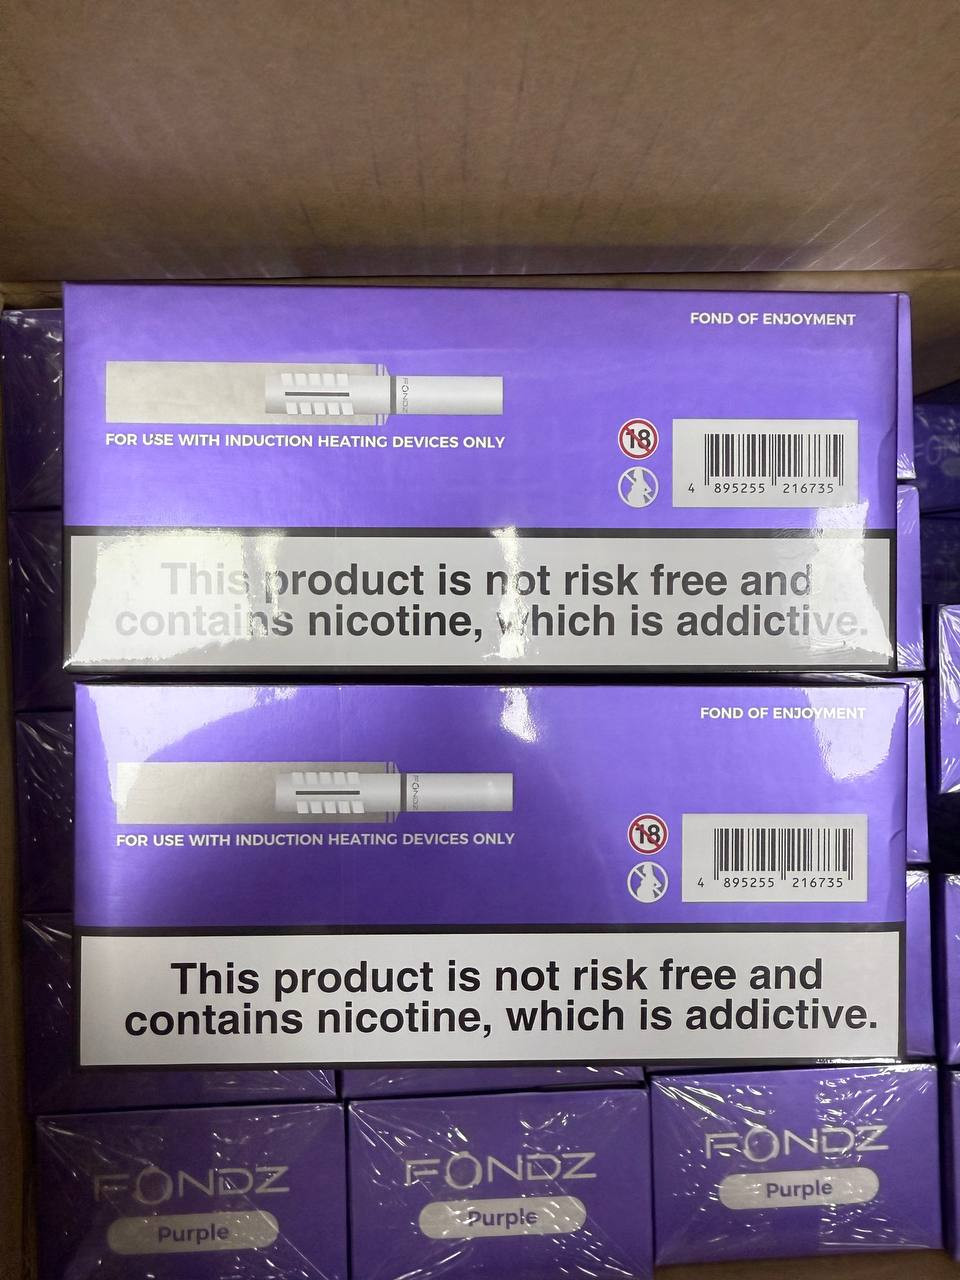 FOND OF ENJOYMENT
FONDZ
FOR USE WITH INDUCTION HEATING DEVICES ONLY
18
4 895255 216735
This product is not risk free and
contains nicotine, which is addictive.
FOND OF ENJOYMENT
FONDZ
FOR USE WITH INDUCTION HEATING DEVICES ONLY
18
4 895255 216735
This product is not risk free and
contains nicotine, which is addictive.
FONDZ
Purple
FONDZ
Purple
FONDZ
Purple